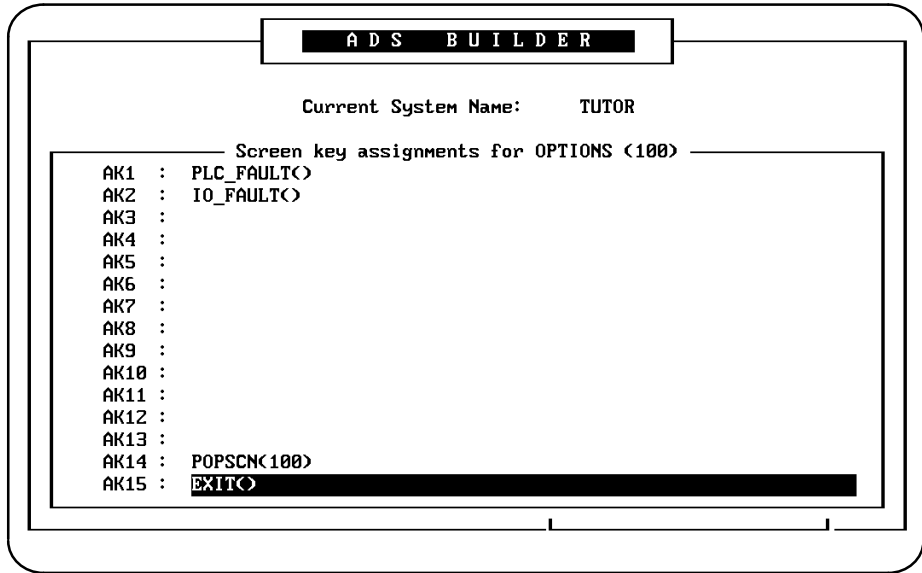 ADS BUILDER
Current System Name: TUTOR
Screen key assignments for OPTIONS (100)
AK1 : PLC_FAULT()
AK2 : IO_FAULT()
AK3 :
AK4 :
AK5 :
AK6 :
AK7 :
AK8 :
AK9 :
AK10 :
AK11 :
AK12 :
AK13 :
AK14 : POPSCN(100)
AK15 : EXIT()